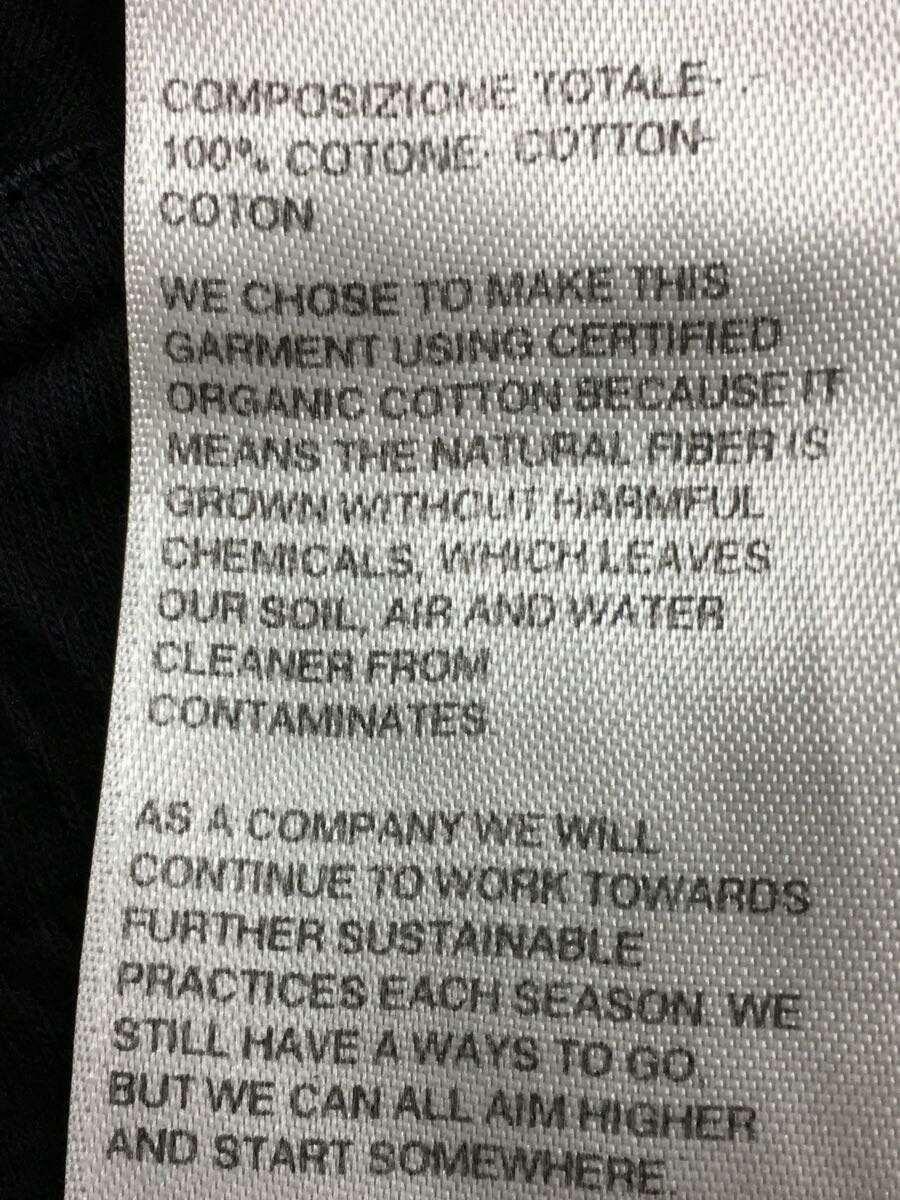 COMPOSIZIONE TOTALE-
100% COTONE- COTTON-
COTON
WE CHOSE TO MAKE THIS
GARMENT USING CERTIFIED
ORGANIC COTTON BECAUSE IT
MEANS THE NATURAL FIBER IS
GROWN WITHOUT HARMFUL
CHEMICALS, WHICH LEAVES
OUR SOIL, AIR AND WATER
CLEANER FROM
CONTAMINATES.
AS A COMPANY WE WILL
CONTINUE TO WORK TOWARDS
FURTHER SUSTAINABLE
PRACTICES EACH SEASON. WE
STILL HAVE A WAYS TO GO,
BUT WE CAN ALL AIM HIGHER
AND START SOMEWHERE.